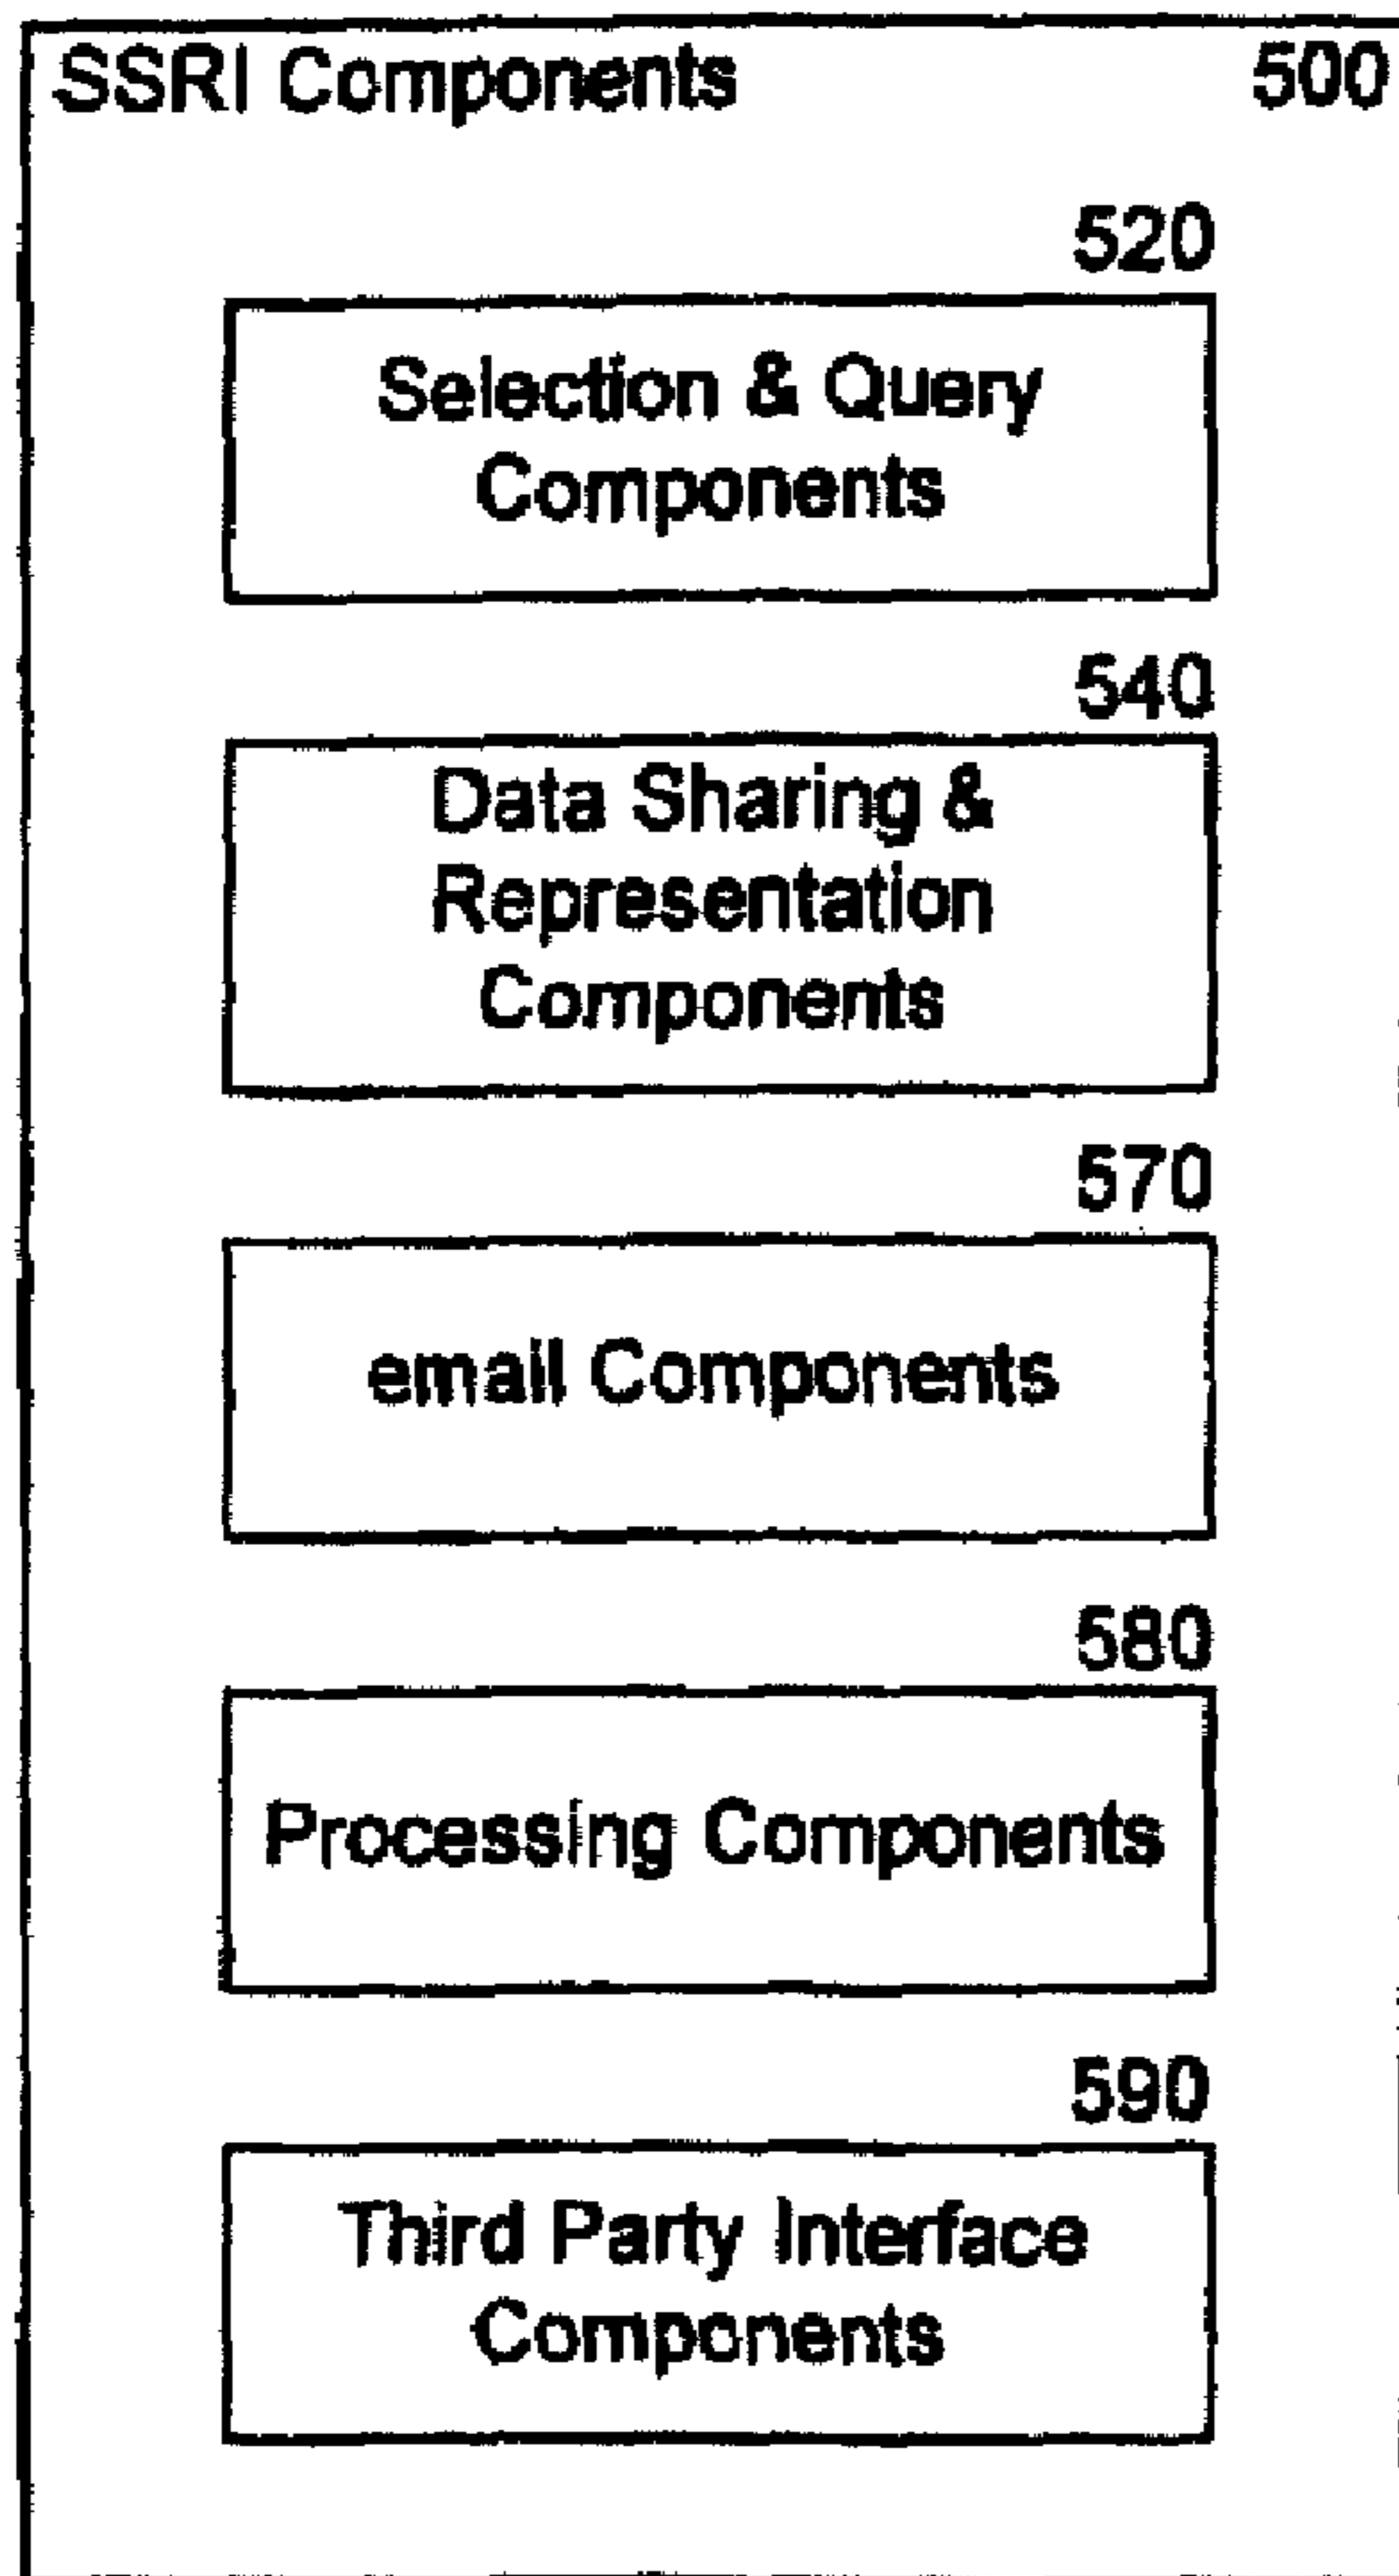 SSRI Components 500
520
Selection & Query
Components
540
Data Sharing &
Representation
Components
570
email Components
580
Processing Components
590
Third Party Interface
Components